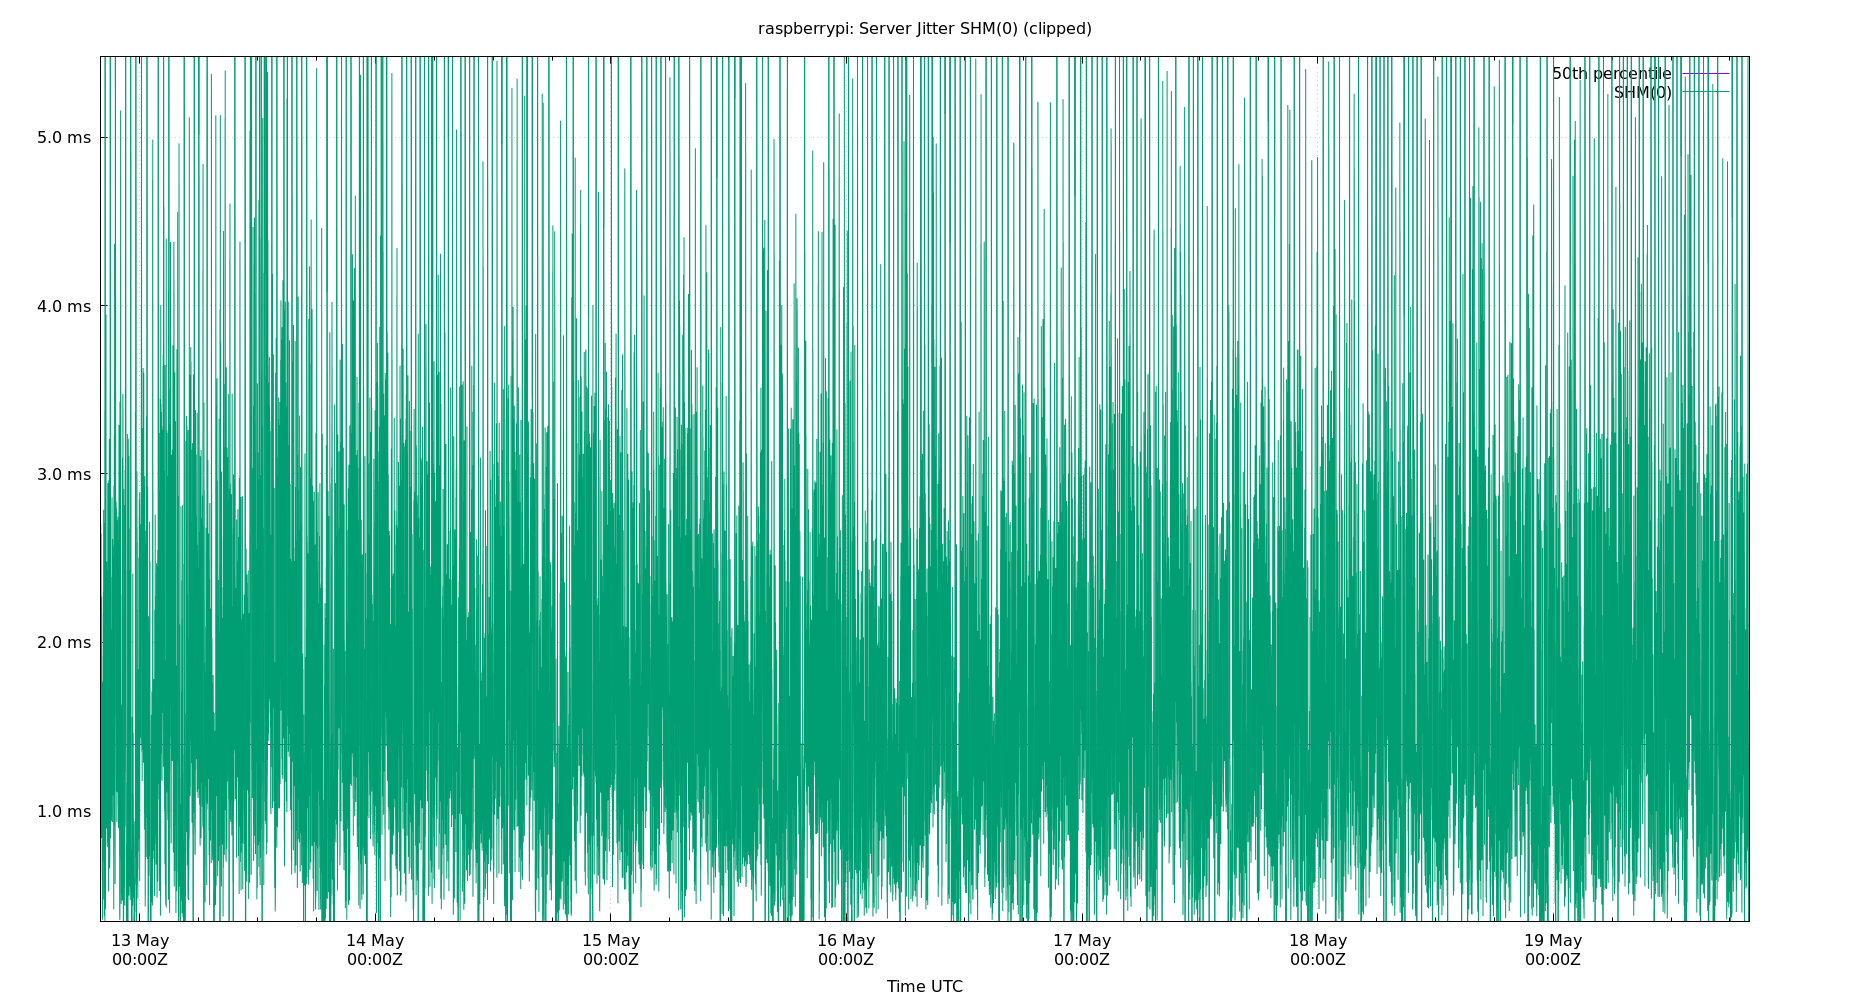 raspberrypi: Server Jitter SHM(0) (clipped)
50th percentile
SHM(0)
5.0 ms
4.0 ms
3.0 ms
2.0 ms
1.0 ms
13 May 14 May 15 May 16 May 17 May 18 May 19 May
00:00Z 00:00Z 00:00Z 00:00Z 00:00Z 00:00Z 00:00Z
Time UTC